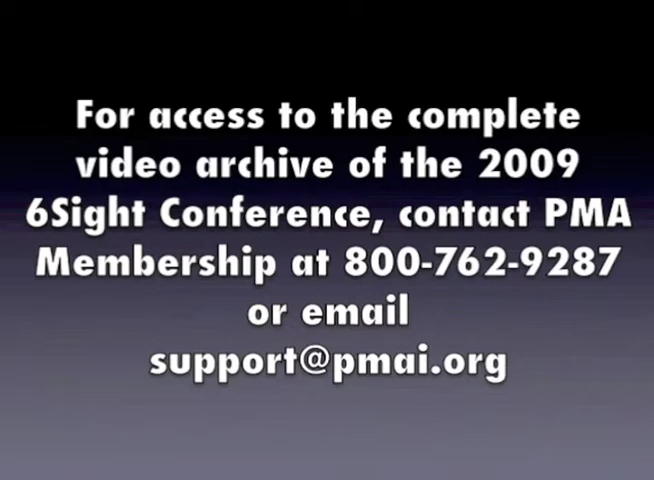 For access to the complete
video archive of the 2009
6Sight Conference, contact PMA
Membership at 800-762-9287
or email
support@pmai.org